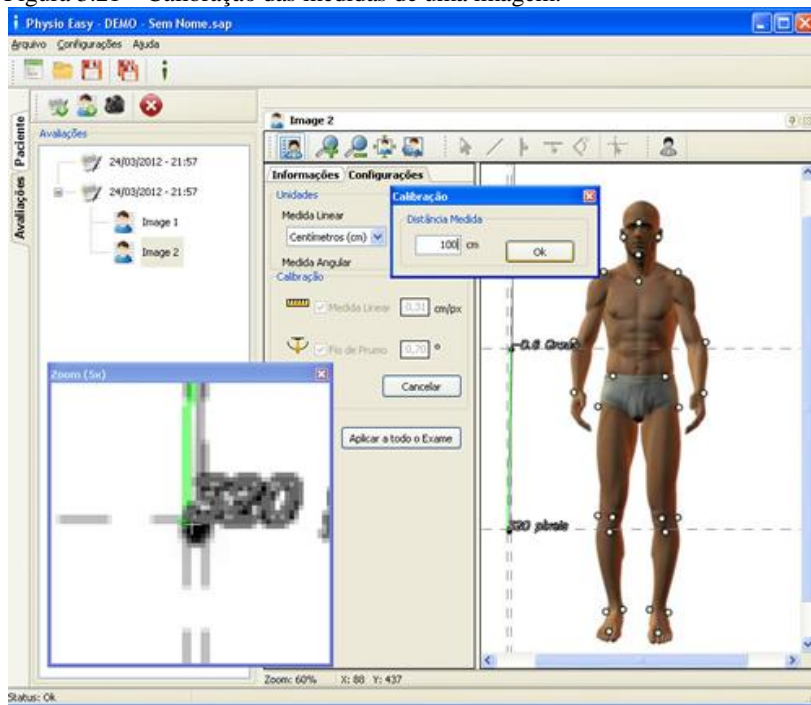 Figura 5.21 – Calibração das medidas de uma imagem.
Physio Easy - DEMO - Sem Nome.sap
Arquivo Configurações Ajuda
Paciente
Avaliações
Avaliações
24/03/2012 - 21:57
24/03/2012 - 21:57
Image 1
Image 2
Image 2
Informações Configurações
Unidades
Medida Linear
Centímetros (cm)
Medida Angular
Calibração
Medida Linear 0,31 cm/px
Fio de Prumo 0,70 °
Cancelar
Aplicar a todo o Exame
Calibração
Distância Medida
100 cm
Ok
-0.6 Graus
320 pixels
Zoom (5x)
320
Zoom: 60% X: 88 Y: 437
Status: Ok